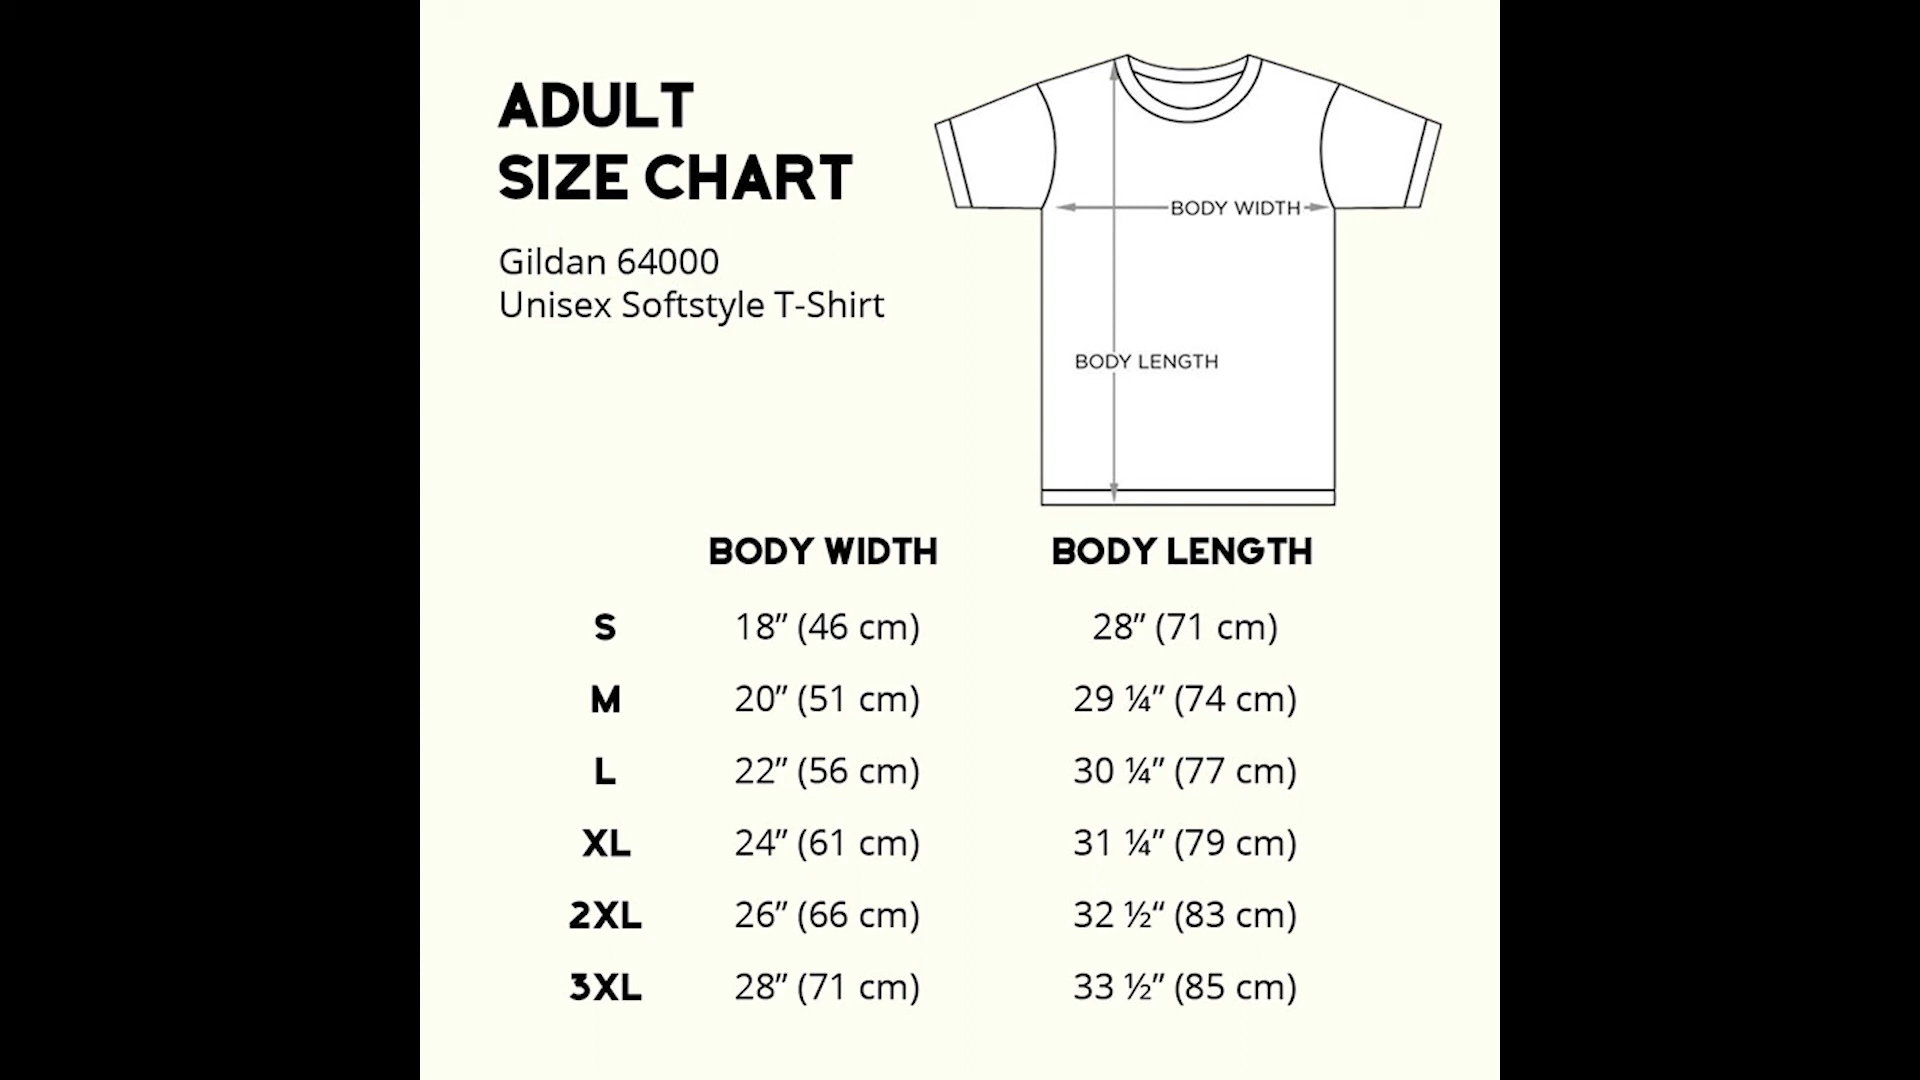 ADULT
SIZE CHART
Gildan 64000
Unisex Softstyle T-Shirt
BODY WIDTH
BODY LENGTH
BODY WIDTH BODY LENGTH
S 18” (46 cm) 28” (71 cm)
M 20” (51 cm) 29 ¼” (74 cm)
L 22” (56 cm) 30 ¼” (77 cm)
XL 24” (61 cm) 31 ¼” (79 cm)
2XL 26” (66 cm) 32 ½“ (83 cm)
3XL 28” (71 cm) 33 ½” (85 cm)